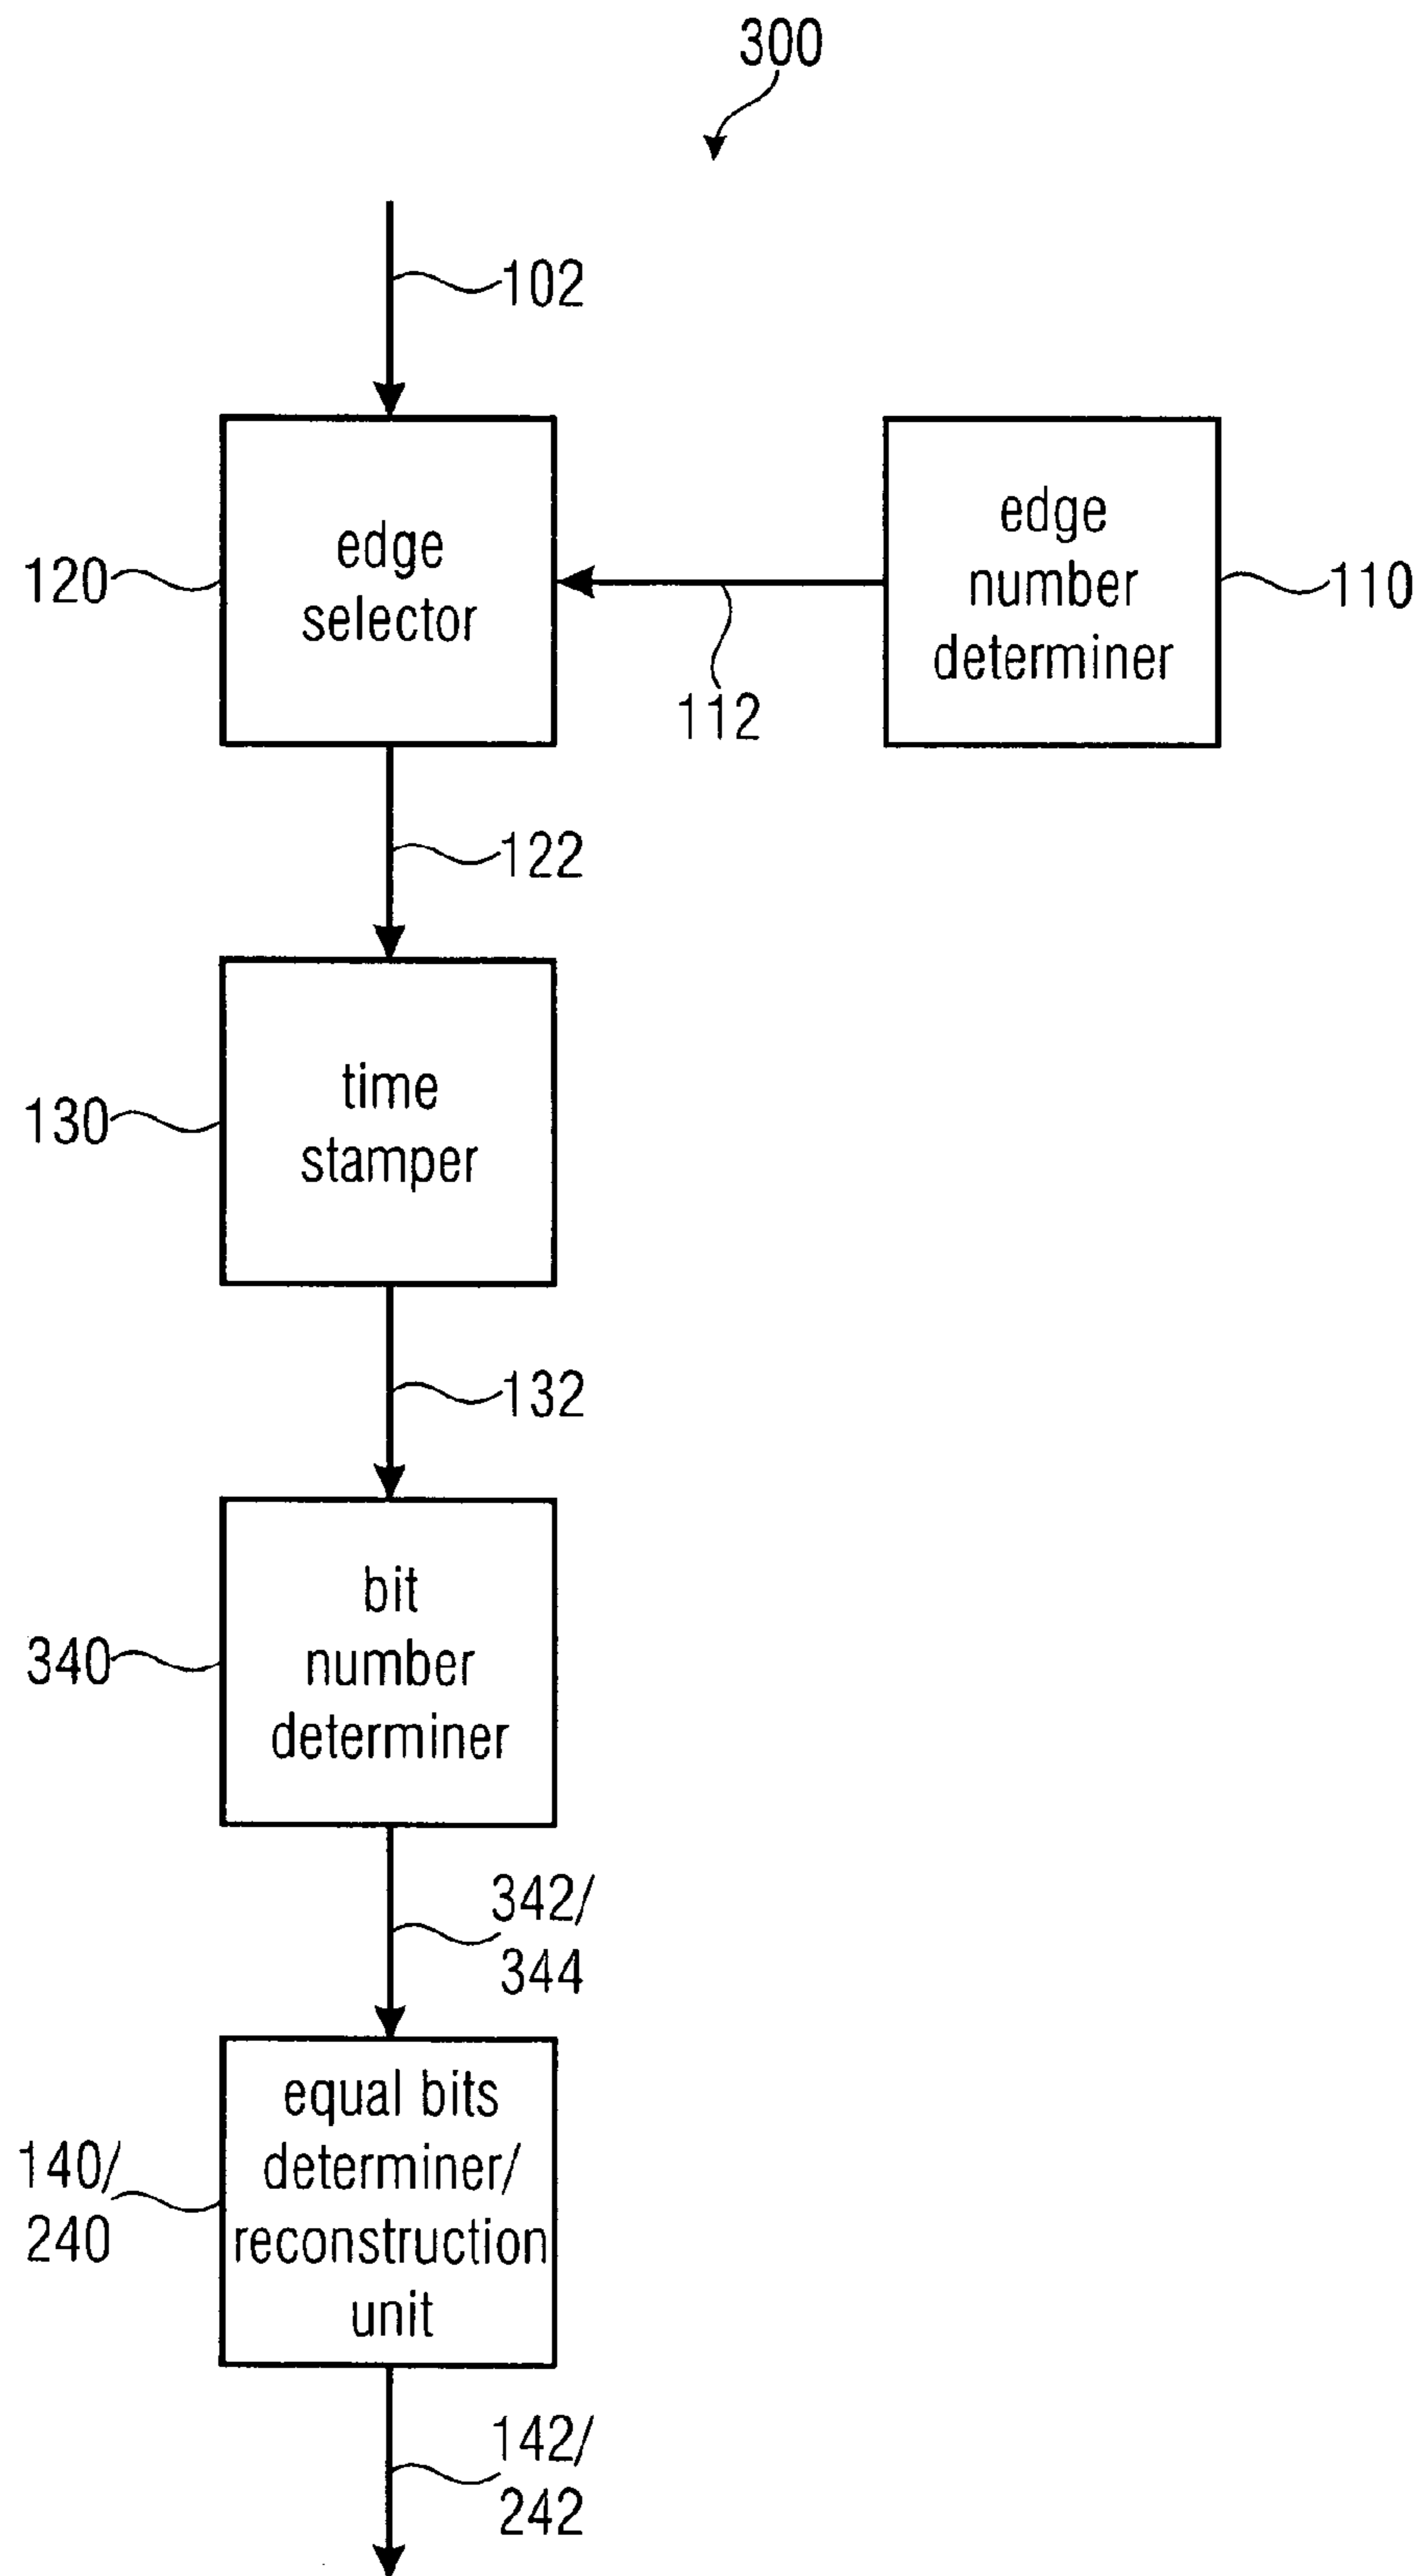 300
102
edge
selector
120
edge
number
determiner
110
112
122
time
stamper
130
132
bit
number
determiner
340
342/
344
equal bits
determiner/
reconstruction
unit
140/
240
142/
242